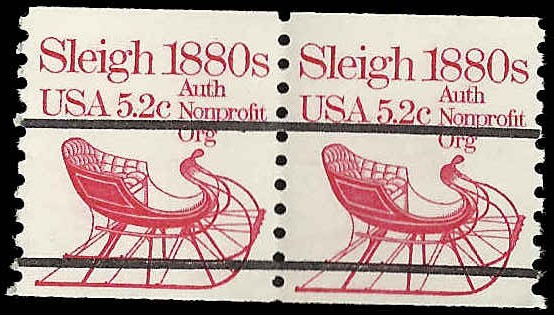 Sleigh 1880s
USA 5.2c Auth
Nonprofit
Org
Sleigh 1880s
USA 5.2c Auth
Nonprofit
Org